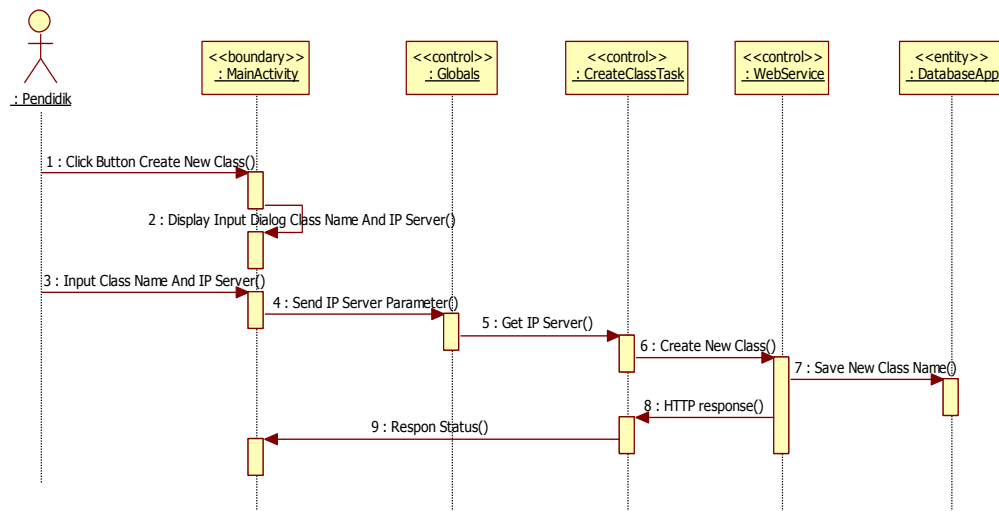 <<boundary>>
: MainActivity
<<control>>
: Globals
<<control>>
: CreateClassTask
<<control>>
: WebService
<<entity>>
: DatabaseApp
: Pendidik
1 : Click Button Create New Class()
2 : Display Input Dialog Class Name And IP Server()
3 : Input Class Name And IP Server()
4 : Send IP Server Parameter()
5 : Get IP Server()
6 : Create New Class()
7 : Save New Class Name()
8 : HTTP response()
9 : Respon Status()